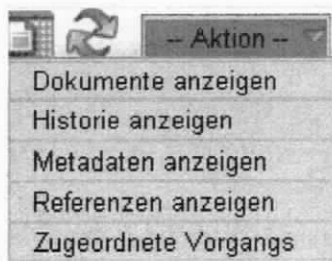 -- Aktion --
Dokumente anzeigen
Historie anzeigen
Metadaten anzeigen
Referenzen anzeigen
Zugeordnete Vorgangs